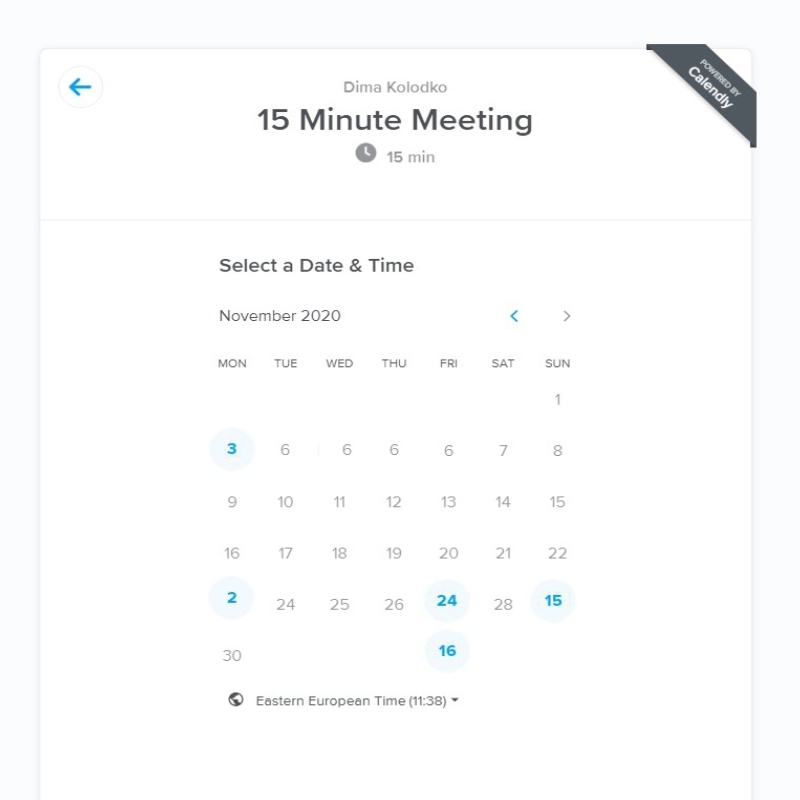 POWERED BY
Calendly
Dima Kolodko
15 Minute Meeting
15 min
Select a Date & Time
November 2020
MON TUE WED THU FRI SAT SUN
1
3 6 6 6 6 7 8
9 10 11 12 13 14 15
16 17 18 19 20 21 22
2 24 25 26 24 28 15
30 16
Eastern European Time (11:38)